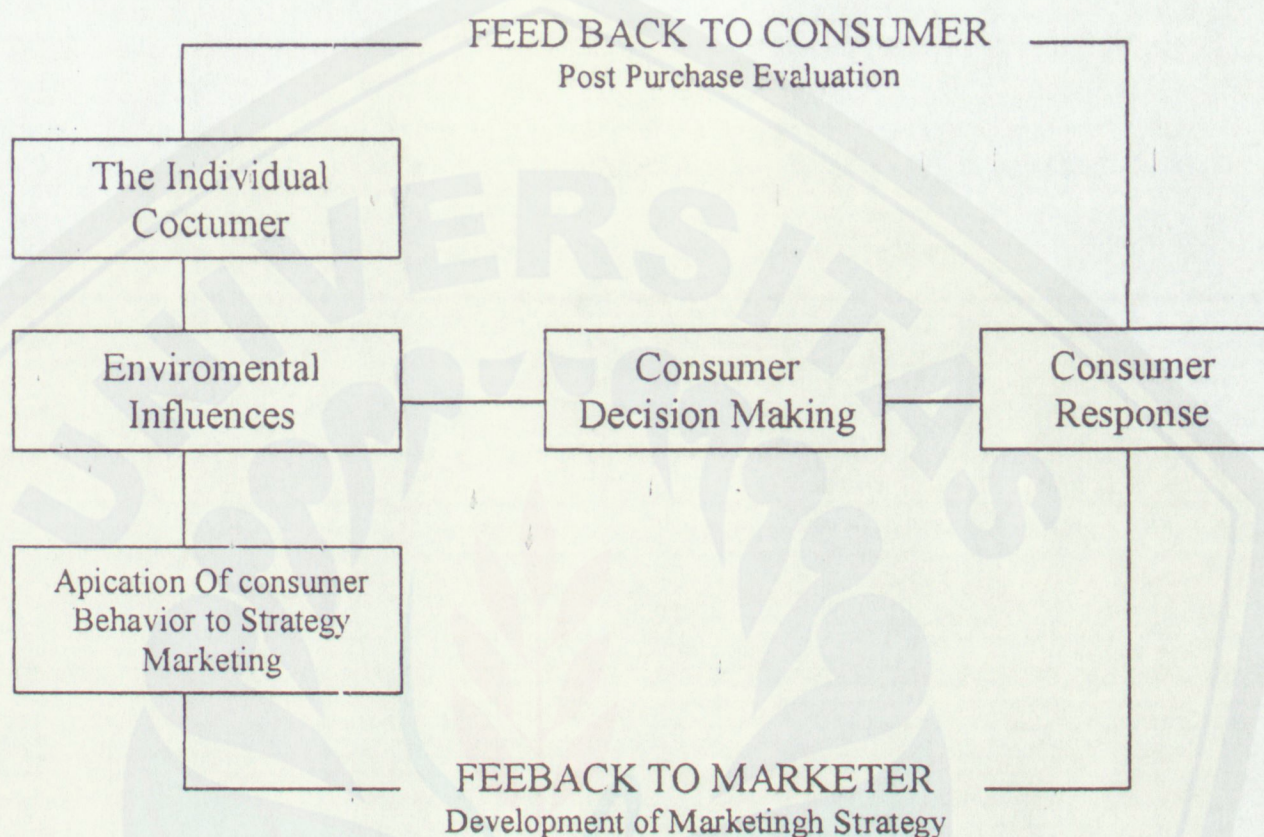 FEED BACK TO CONSUMER
Post Purchase Evaluation
The Individual
Coctumer
Enviromental
Influences
Consumer
Decision Making
Consumer
Response
Apication Of consumer
Behavior to Strategy
Marketing
FEEBACK TO MARKETER
Development of Marketingh Strategy
UNIVERSITAS